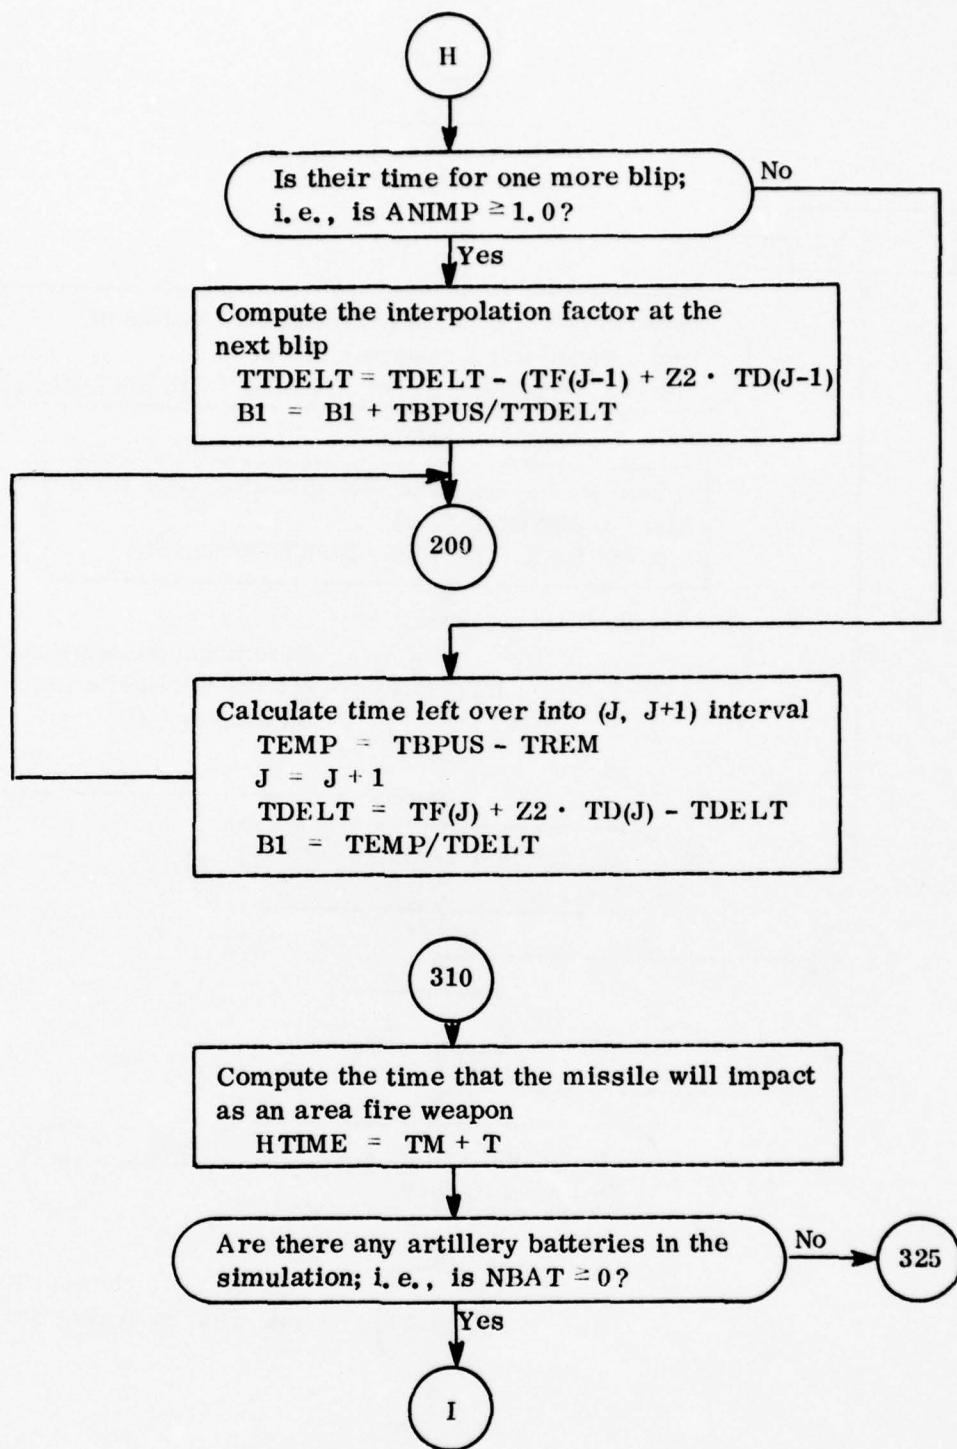 H
Is their time for one more blip;
i.e., is ANIMP ≥ 1.0?
No
Yes
Compute the interpolation factor at the
next blip
TTDELT = TDELT - (TF(J-1) + Z2 · TD(J-1)
B1 = B1 + TBPUS/TTDELT
200
Calculate time left over into (J, J+1) interval
TEMP = TBPUS - TREM
J = J + 1
TDELT = TF(J) + Z2 · TD(J) - TDELT
B1 = TEMP/TDELT
310
Compute the time that the missile will impact
as an area fire weapon
HTIME = TM + T
Are there any artillery batteries in the
simulation; i.e., is NBAT ≥ 0?
No
325
Yes
I